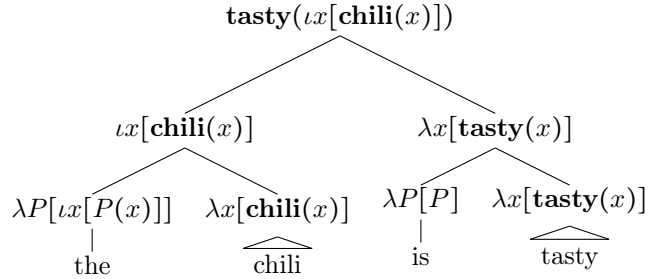 tasty(ιx[chili(x)])
ιx[chili(x)] λx[tasty(x)]
λP[ιx[P(x)]] λx[chili(x)] λP[P] λx[tasty(x)]
the chili is tasty